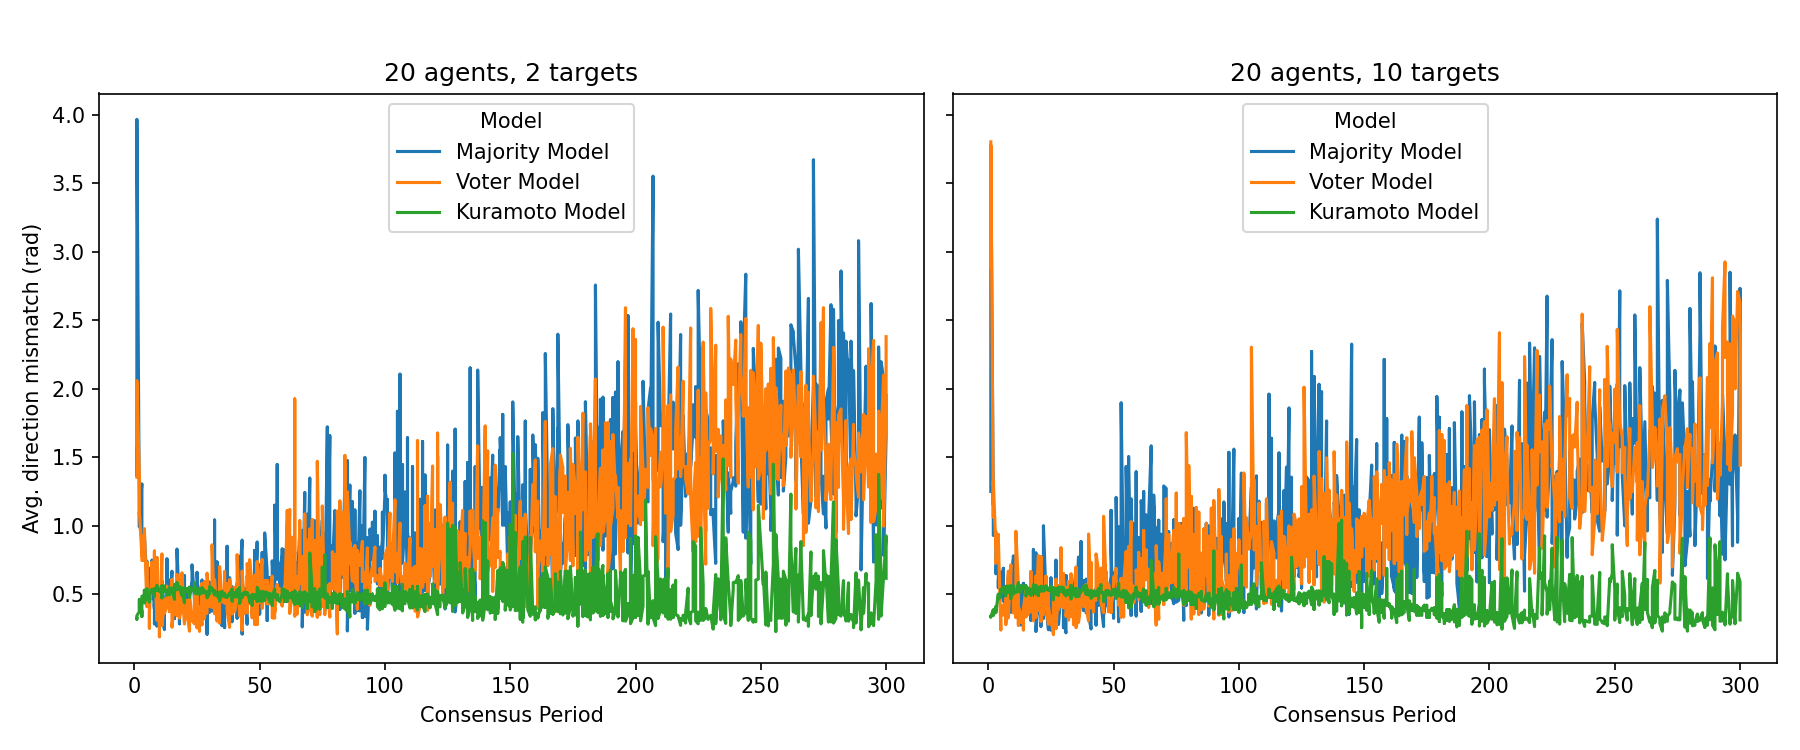 20 agents, 2 targets
Avg. direction mismatch (rad)
4.0
3.5
3.0
2.5
2.0
1.5
1.0
0.5
Model
Majority Model
Voter Model
Kuramoto Model
0 50 100 150 200 250 300
Consensus Period
20 agents, 10 targets
Model
Majority Model
Voter Model
Kuramoto Model
0 50 100 150 200 250 300
Consensus Period